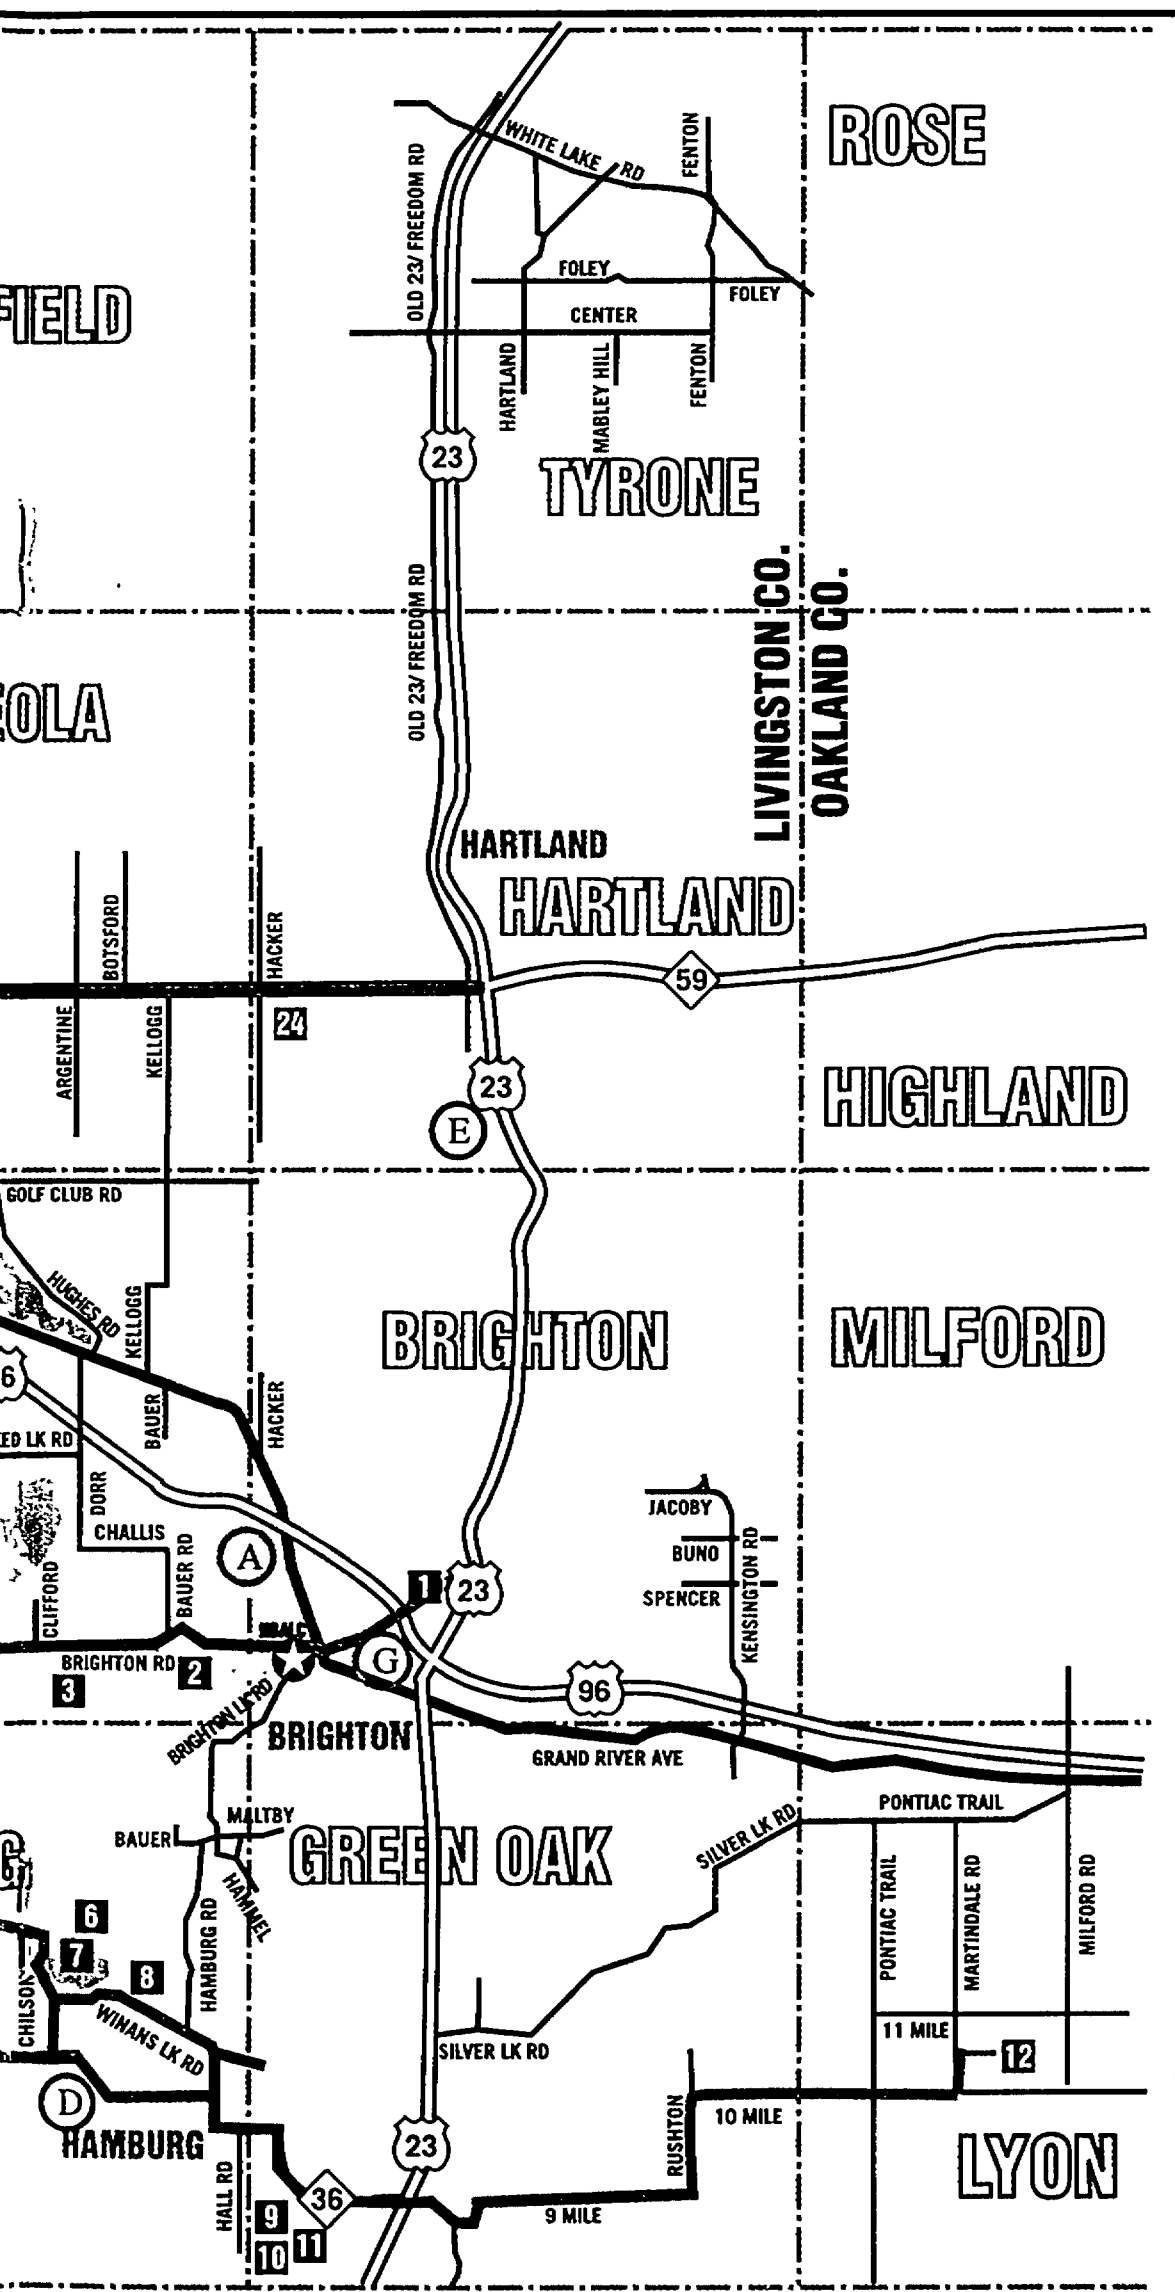 ROSE
WHITE LAKE RD
FENTON
OLD 23/ FREEDOM RD
FOLEY
FOLEY
CENTER
FIELD
HARTLAND
MABLEY HILL
FENTON
23
TYRONE
LIVINGSTON CO.
OAKLAND CO.
OLD 23/ FREEDOM RD
EOLA
HARTLAND
HARTLAND
BOTSFORD
HACKER
59
ARGENTINE
KELLOGG
24
23
HIGHLAND
E
GOLF CLUB RD
HUGHES RD
KELLOGG
BRIGHTON
MILFORD
6
BAUER
HACKER
ED LK RD
DORR
JACOBY
CHALLIS
BUNO
KENSINGTON RD
A
BAUER RD
CLIFFORD
1
23
SPENCER
BRIGHTON RD
2
G
3
96
BRIGHTON LK RD
BRIGHTON
GRAND RIVER AVE
PONTIAC TRAIL
MALTBY
BAUER
SILVER LK RD
GREEN OAK
G
HAMMEL
PONTIAC TRAIL
MARTINDALE RD
MILFORD RD
6
7
8
HAMBURG RD
CHILSON
WINANS LK RD
11 MILE
SILVER LK RD
12
D
10 MILE
RUSHTON
HAMBURG
23
LYON
HALL RD
36
9
9 MILE
10
11